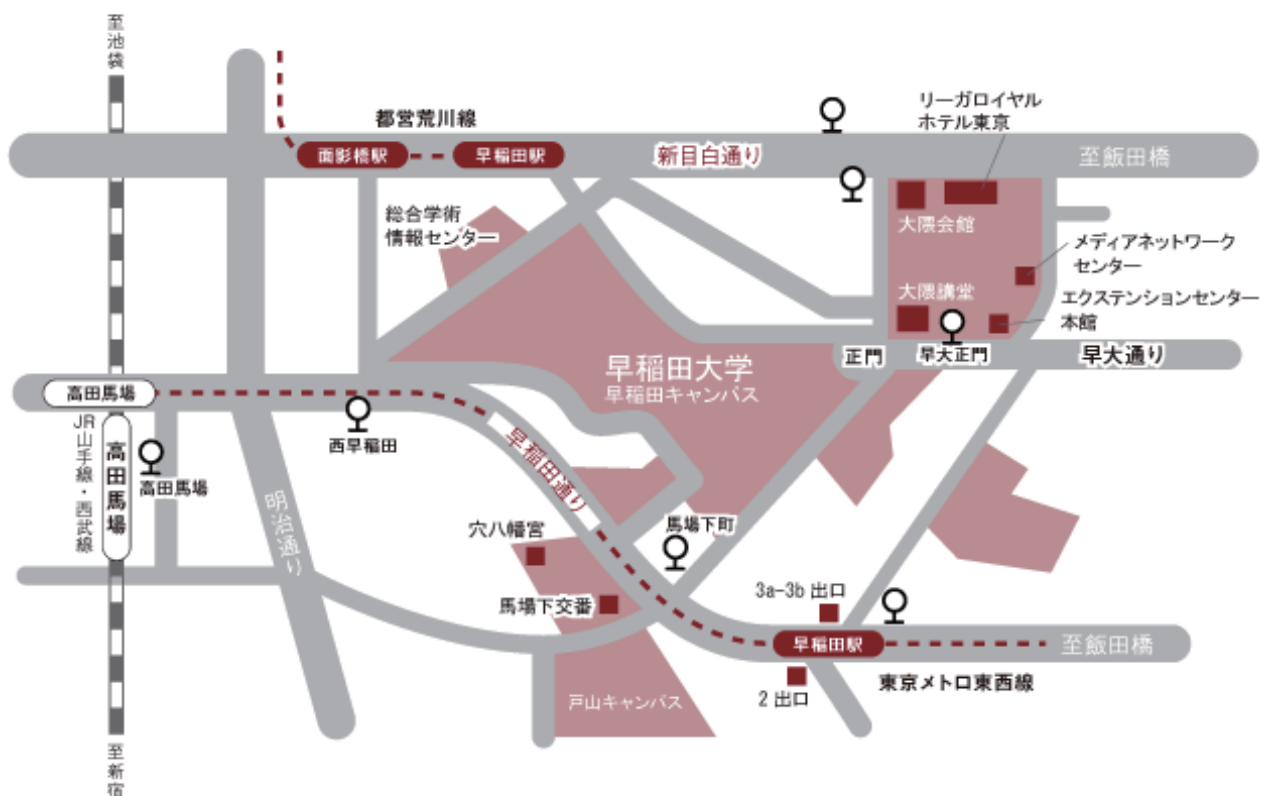 至池袋
都営荒川線
面影橋駅
早稲田駅
新目白通り
リーガロイヤル
ホテル東京
至飯田橋
総合学術
情報センター
大隈会館
メディアネットワーク
センター
大隈講堂
エクステンションセンター
本館
早稲田大学
早稲田キャンパス
正門
早大正門
早大通り
高田馬場
西早稲田
JR山手線・西武線
高田馬場
高田馬場
早稲田通り
明治通り
穴八幡宮
馬場下町
馬場下交番
3a-3b 出口
早稲田駅
至飯田橋
東京メトロ東西線
2 出口
戸山キャンパス
至新宿